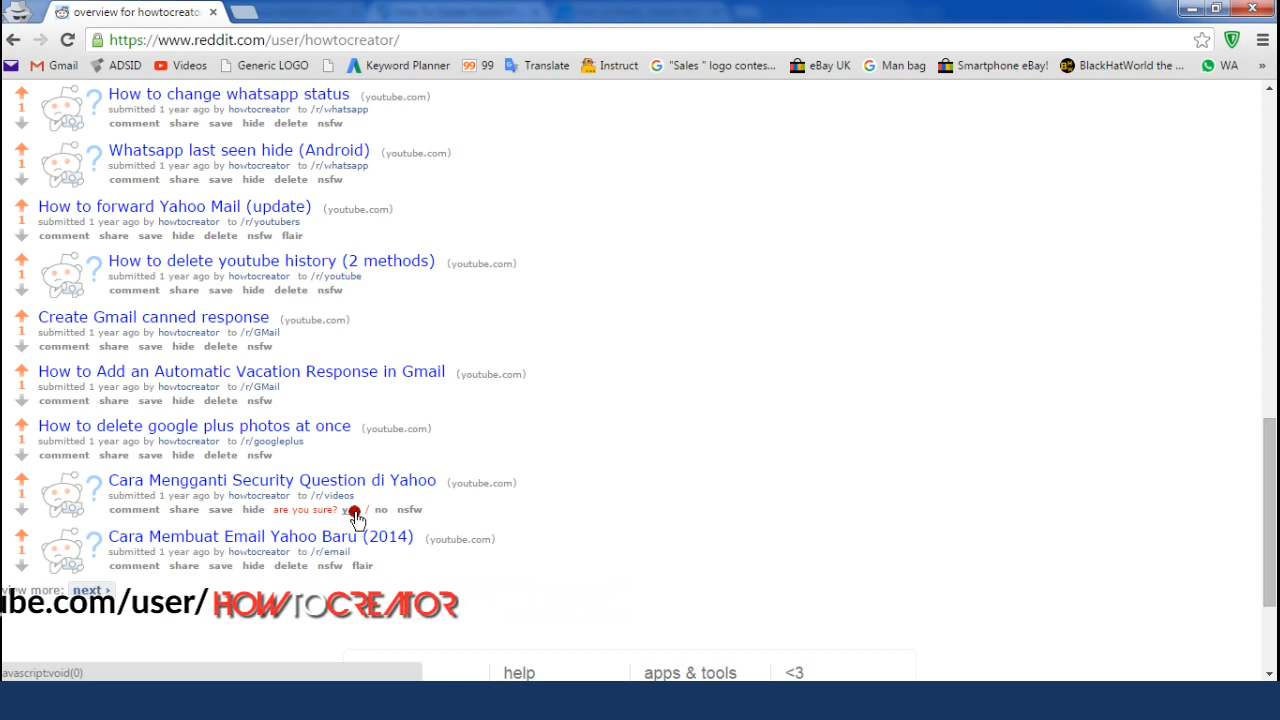 overview for howtocreato
https://www.reddit.com/user/howtocreator/
Gmail ADSID Videos Generic LOGO Keyword Planner 99 99 Translate Instruct "Sales " logo contes... eBay UK Man bag Smartphone eBay! BlackHatWorld the ... WA »
How to change whatsapp status (youtube.com)
1 submitted 1 year ago by howtocreator to /r/whatsapp
comment share save hide delete nsfw
Whatsapp last seen hide (Android) (youtube.com)
1 submitted 1 year ago by howtocreator to /r/whatsapp
comment share save hide delete nsfw
How to forward Yahoo Mail (update) (youtube.com)
1 submitted 1 year ago by howtocreator to /r/youtubers
comment share save hide delete nsfw flair
How to delete youtube history (2 methods) (youtube.com)
1 submitted 1 year ago by howtocreator to /r/youtube
comment share save hide delete nsfw
Create Gmail canned response (youtube.com)
1 submitted 1 year ago by howtocreator to /r/GMail
comment share save hide delete nsfw
How to Add an Automatic Vacation Response in Gmail (youtube.com)
1 submitted 1 year ago by howtocreator to /r/GMail
comment share save hide delete nsfw
How to delete google plus photos at once (youtube.com)
1 submitted 1 year ago by howtocreator to /r/googleplus
comment share save hide delete nsfw
Cara Mengganti Security Question di Yahoo (youtube.com)
1 submitted 1 year ago by howtocreator to /r/videos
comment share save hide are you sure? / no nsfw
Cara Membuat Email Yahoo Baru (2014) (youtube.com)
1 submitted 1 year ago by howtocreator to /r/email
comment share save hide delete nsfw flair
view more: next ›
ube.com/user/ HOWTOCREATOR
avascript:void(0)
help apps & tools <3